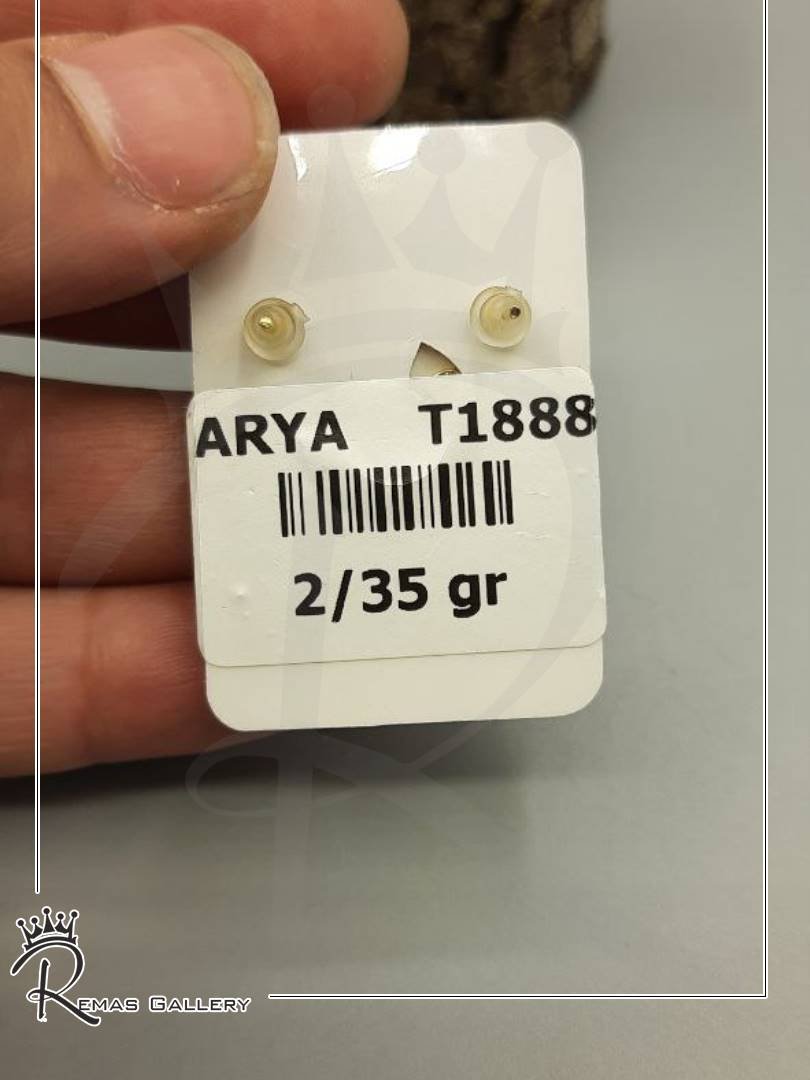 ARYA T1888
2/35 gr
REMAS GALLERY